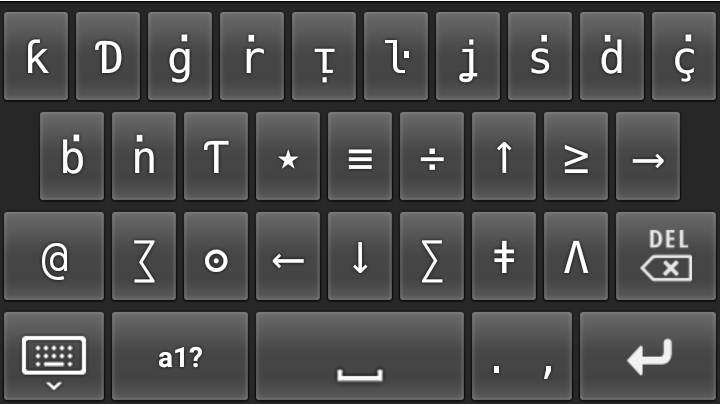 ƙ Ɗ ġ ṙ ṭ ŀ ʝ ṡ ḋ ç̇
ḃ ṅ Ƭ ⋆ ≡ ÷ ↑ ≥ →
@ ⅀ ⊙ ← ↓ ∑ ǂ Λ DEL
a1? . ,